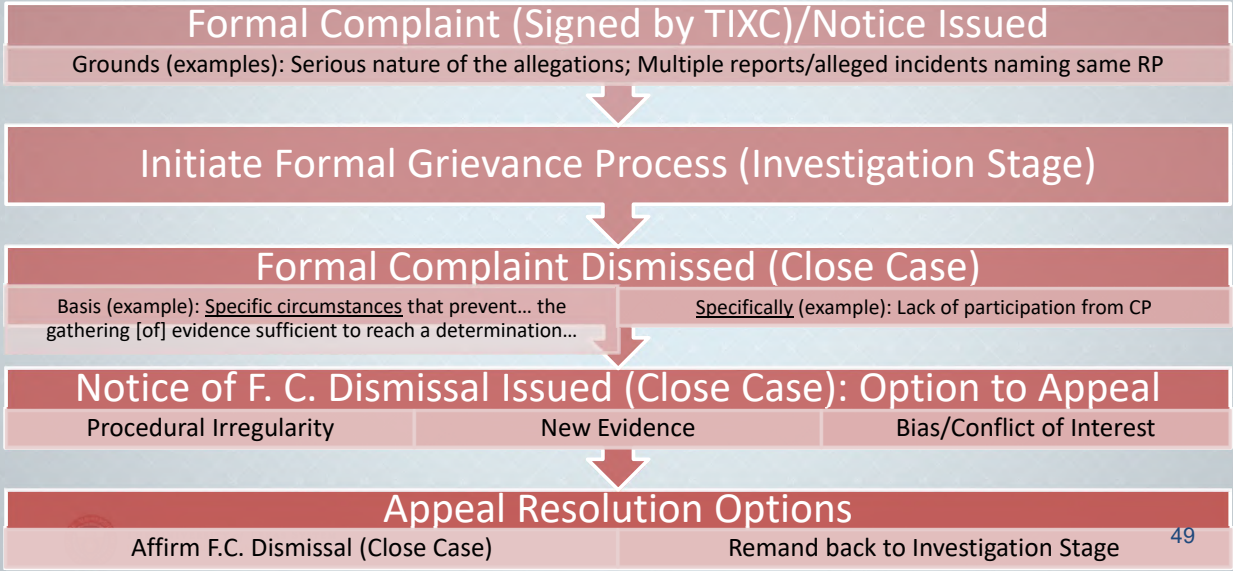 Formal Complaint (Signed by TIXC)/Notice Issued
Grounds (examples): Serious nature of the allegations; Multiple reports/alleged incidents naming same RP
Initiate Formal Grievance Process (Investigation Stage)
Formal Complaint Dismissed (Close Case)
Basis (example): Specific circumstances that prevent... the
gathering [of] evidence sufficient to reach a determination...
Specifically (example): Lack of participation from CP
Notice of F. C. Dismissal Issued (Close Case): Option to Appeal
Procedural Irregularity
New Evidence
Bias/Conflict of Interest
Appeal Resolution Options
Affirm F.C. Dismissal (Close Case)
Remand back to Investigation Stage
49